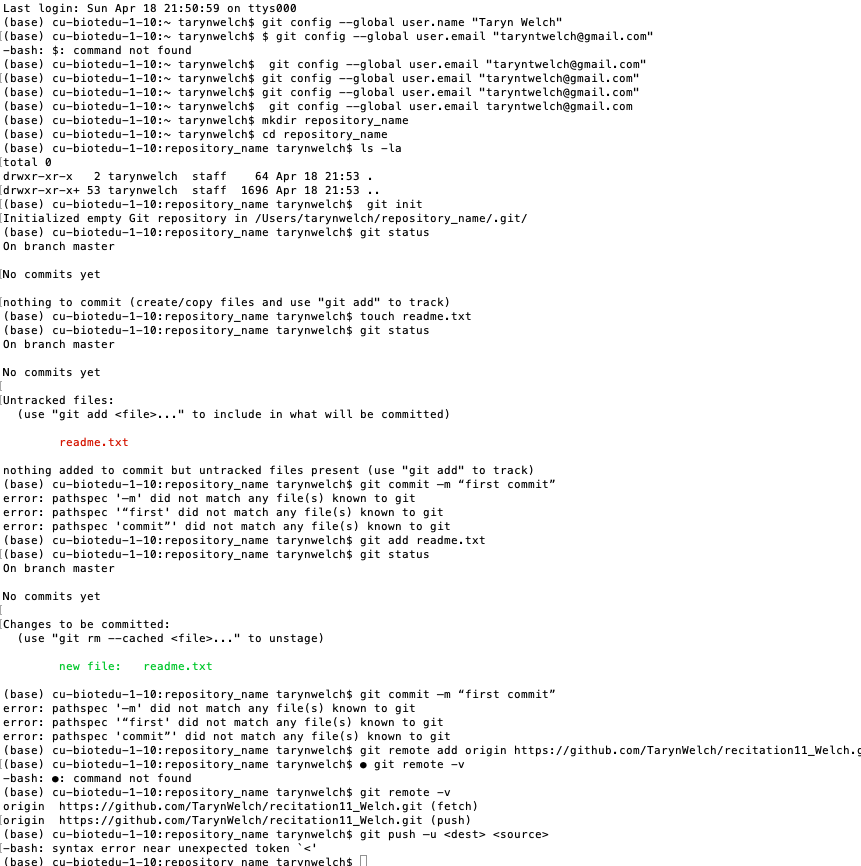 Last login: Sun Apr 18 21:50:59 on ttys000
(base) cu-biotedu-1-10:~ tarynwelch$ git config --global user.name "Taryn Welch"
[(base) cu-biotedu-1-10:~ tarynwelch$ $ git config --global user.email "taryntwelch@gmail.com"
-bash: $: command not found
(base) cu-biotedu-1-10:~ tarynwelch$  git config --global user.email "taryntwelch@gmail.com"
[(base) cu-biotedu-1-10:~ tarynwelch$ git config --global user.email "taryntwelch@gmail.com"
[(base) cu-biotedu-1-10:~ tarynwelch$  git config --global user.email taryntwelch@gmail.com
(base) cu-biotedu-1-10:~ tarynwelch$ mkdir repository_name
(base) cu-biotedu-1-10:~ tarynwelch$ cd repository_name
(base) cu-biotedu-1-10:repository_name tarynwelch$ ls -la
[total 0
drwxr-xr-x   2 tarynwelch  staff    64 Apr 18 21:53 .
[drwxr-xr-x+ 53 tarynwelch  staff  1696 Apr 18 21:53 ..
[(base) cu-biotedu-1-10:repository_name tarynwelch$  git init
[Initialized empty Git repository in /Users/tarynwelch/repository_name/.git/
(base) cu-biotedu-1-10:repository_name tarynwelch$ git status
On branch master
[No commits yet
[nothing to commit (create/copy files and use "git add" to track)
(base) cu-biotedu-1-10:repository_name tarynwelch$ touch readme.txt
(base) cu-biotedu-1-10:repository_name tarynwelch$ git status
On branch master
No commits yet
[
[Untracked files:
  (use "git add <file>..." to include in what will be committed)
readme.txt
nothing added to commit but untracked files present (use "git add" to track)
(base) cu-biotedu-1-10:repository_name tarynwelch$ git commit –m “first commit”
error: pathspec '–m' did not match any file(s) known to git
error: pathspec '“first' did not match any file(s) known to git
error: pathspec 'commit”' did not match any file(s) known to git
(base) cu-biotedu-1-10:repository_name tarynwelch$ git add readme.txt
[(base) cu-biotedu-1-10:repository_name tarynwelch$ git status
On branch master
No commits yet
[
[Changes to be committed:
  (use "git rm --cached <file>..." to unstage)
new file:   readme.txt
(base) cu-biotedu-1-10:repository_name tarynwelch$ git commit –m “first commit”
error: pathspec '–m' did not match any file(s) known to git
error: pathspec '“first' did not match any file(s) known to git
error: pathspec 'commit”' did not match any file(s) known to git
(base) cu-biotedu-1-10:repository_name tarynwelch$ git remote add origin https://github.com/TarynWelch/recitation11_Welch.g
[(base) cu-biotedu-1-10:repository_name tarynwelch$ ● git remote -v
-bash: ●: command not found
(base) cu-biotedu-1-10:repository_name tarynwelch$ git remote -v
origin  https://github.com/TarynWelch/recitation11_Welch.git (fetch)
[origin  https://github.com/TarynWelch/recitation11_Welch.git (push)
(base) cu-biotedu-1-10:repository_name tarynwelch$ git push -u <dest> <source>
[-bash: syntax error near unexpected token `<'
(base) cu-biotedu-1-10:repository_name tarynwelch$